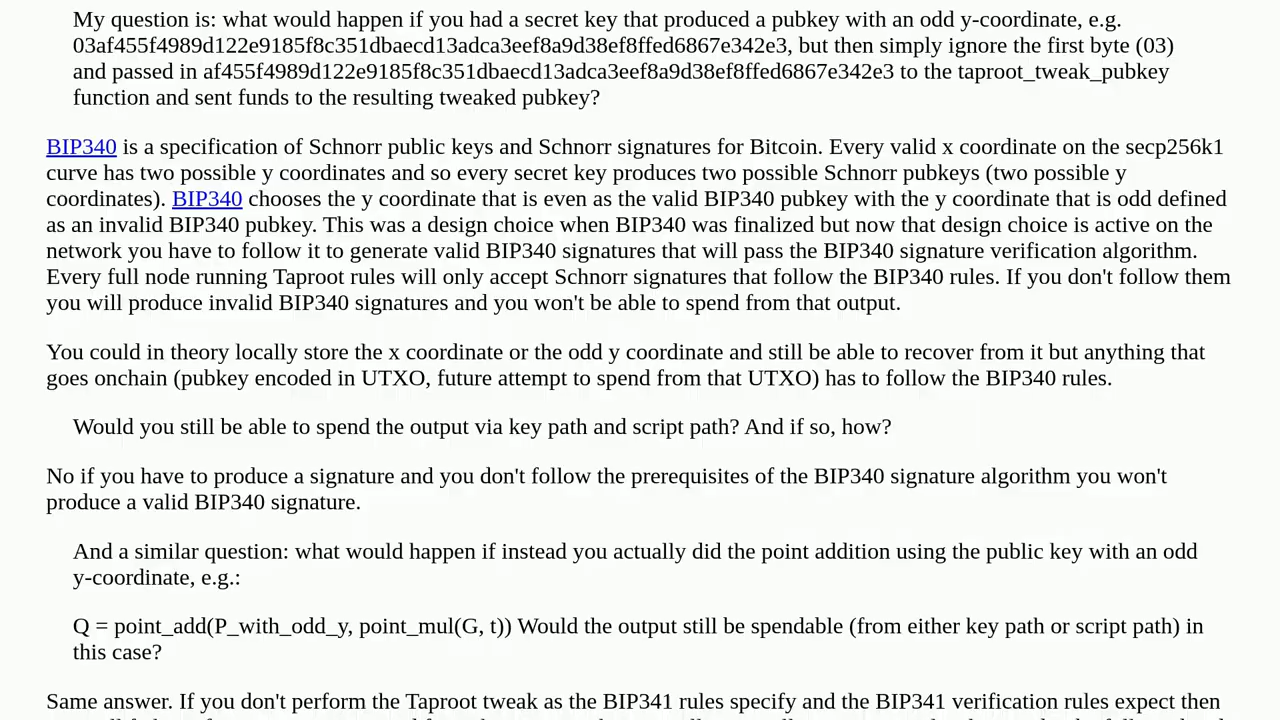 My question is: what would happen if you had a secret key that produced a pubkey with an odd y-coordinate, e.g.
03af455f4989d122e9185f8c351dbaecd13adca3eef8a9d38ef8ffed6867e342e3, but then simply ignore the first byte (03)
and passed in af455f4989d122e9185f8c351dbaecd13adca3eef8a9d38ef8ffed6867e342e3 to the taproot_tweak_pubkey
function and sent funds to the resulting tweaked pubkey?
BIP340 is a specification of Schnorr public keys and Schnorr signatures for Bitcoin. Every valid x coordinate on the secp256k1
curve has two possible y coordinates and so every secret key produces two possible Schnorr pubkeys (two possible y
coordinates). BIP340 chooses the y coordinate that is even as the valid BIP340 pubkey with the y coordinate that is odd defined
as an invalid BIP340 pubkey. This was a design choice when BIP340 was finalized but now that design choice is active on the
network you have to follow it to generate valid BIP340 signatures that will pass the BIP340 signature verification algorithm.
Every full node running Taproot rules will only accept Schnorr signatures that follow the BIP340 rules. If you don't follow them
you will produce invalid BIP340 signatures and you won't be able to spend from that output.
You could in theory locally store the x coordinate or the odd y coordinate and still be able to recover from it but anything that
goes onchain (pubkey encoded in UTXO, future attempt to spend from that UTXO) has to follow the BIP340 rules.
Would you still be able to spend the output via key path and script path? And if so, how?
No if you have to produce a signature and you don't follow the prerequisites of the BIP340 signature algorithm you won't
produce a valid BIP340 signature.
And a similar question: what would happen if instead you actually did the point addition using the public key with an odd
y-coordinate, e.g.:
Q = point_add(P_with_odd_y, point_mul(G, t)) Would the output still be spendable (from either key path or script path) in
this case?
Same answer. If you don't perform the Taproot tweak as the BIP341 rules specify and the BIP341 verification rules expect then